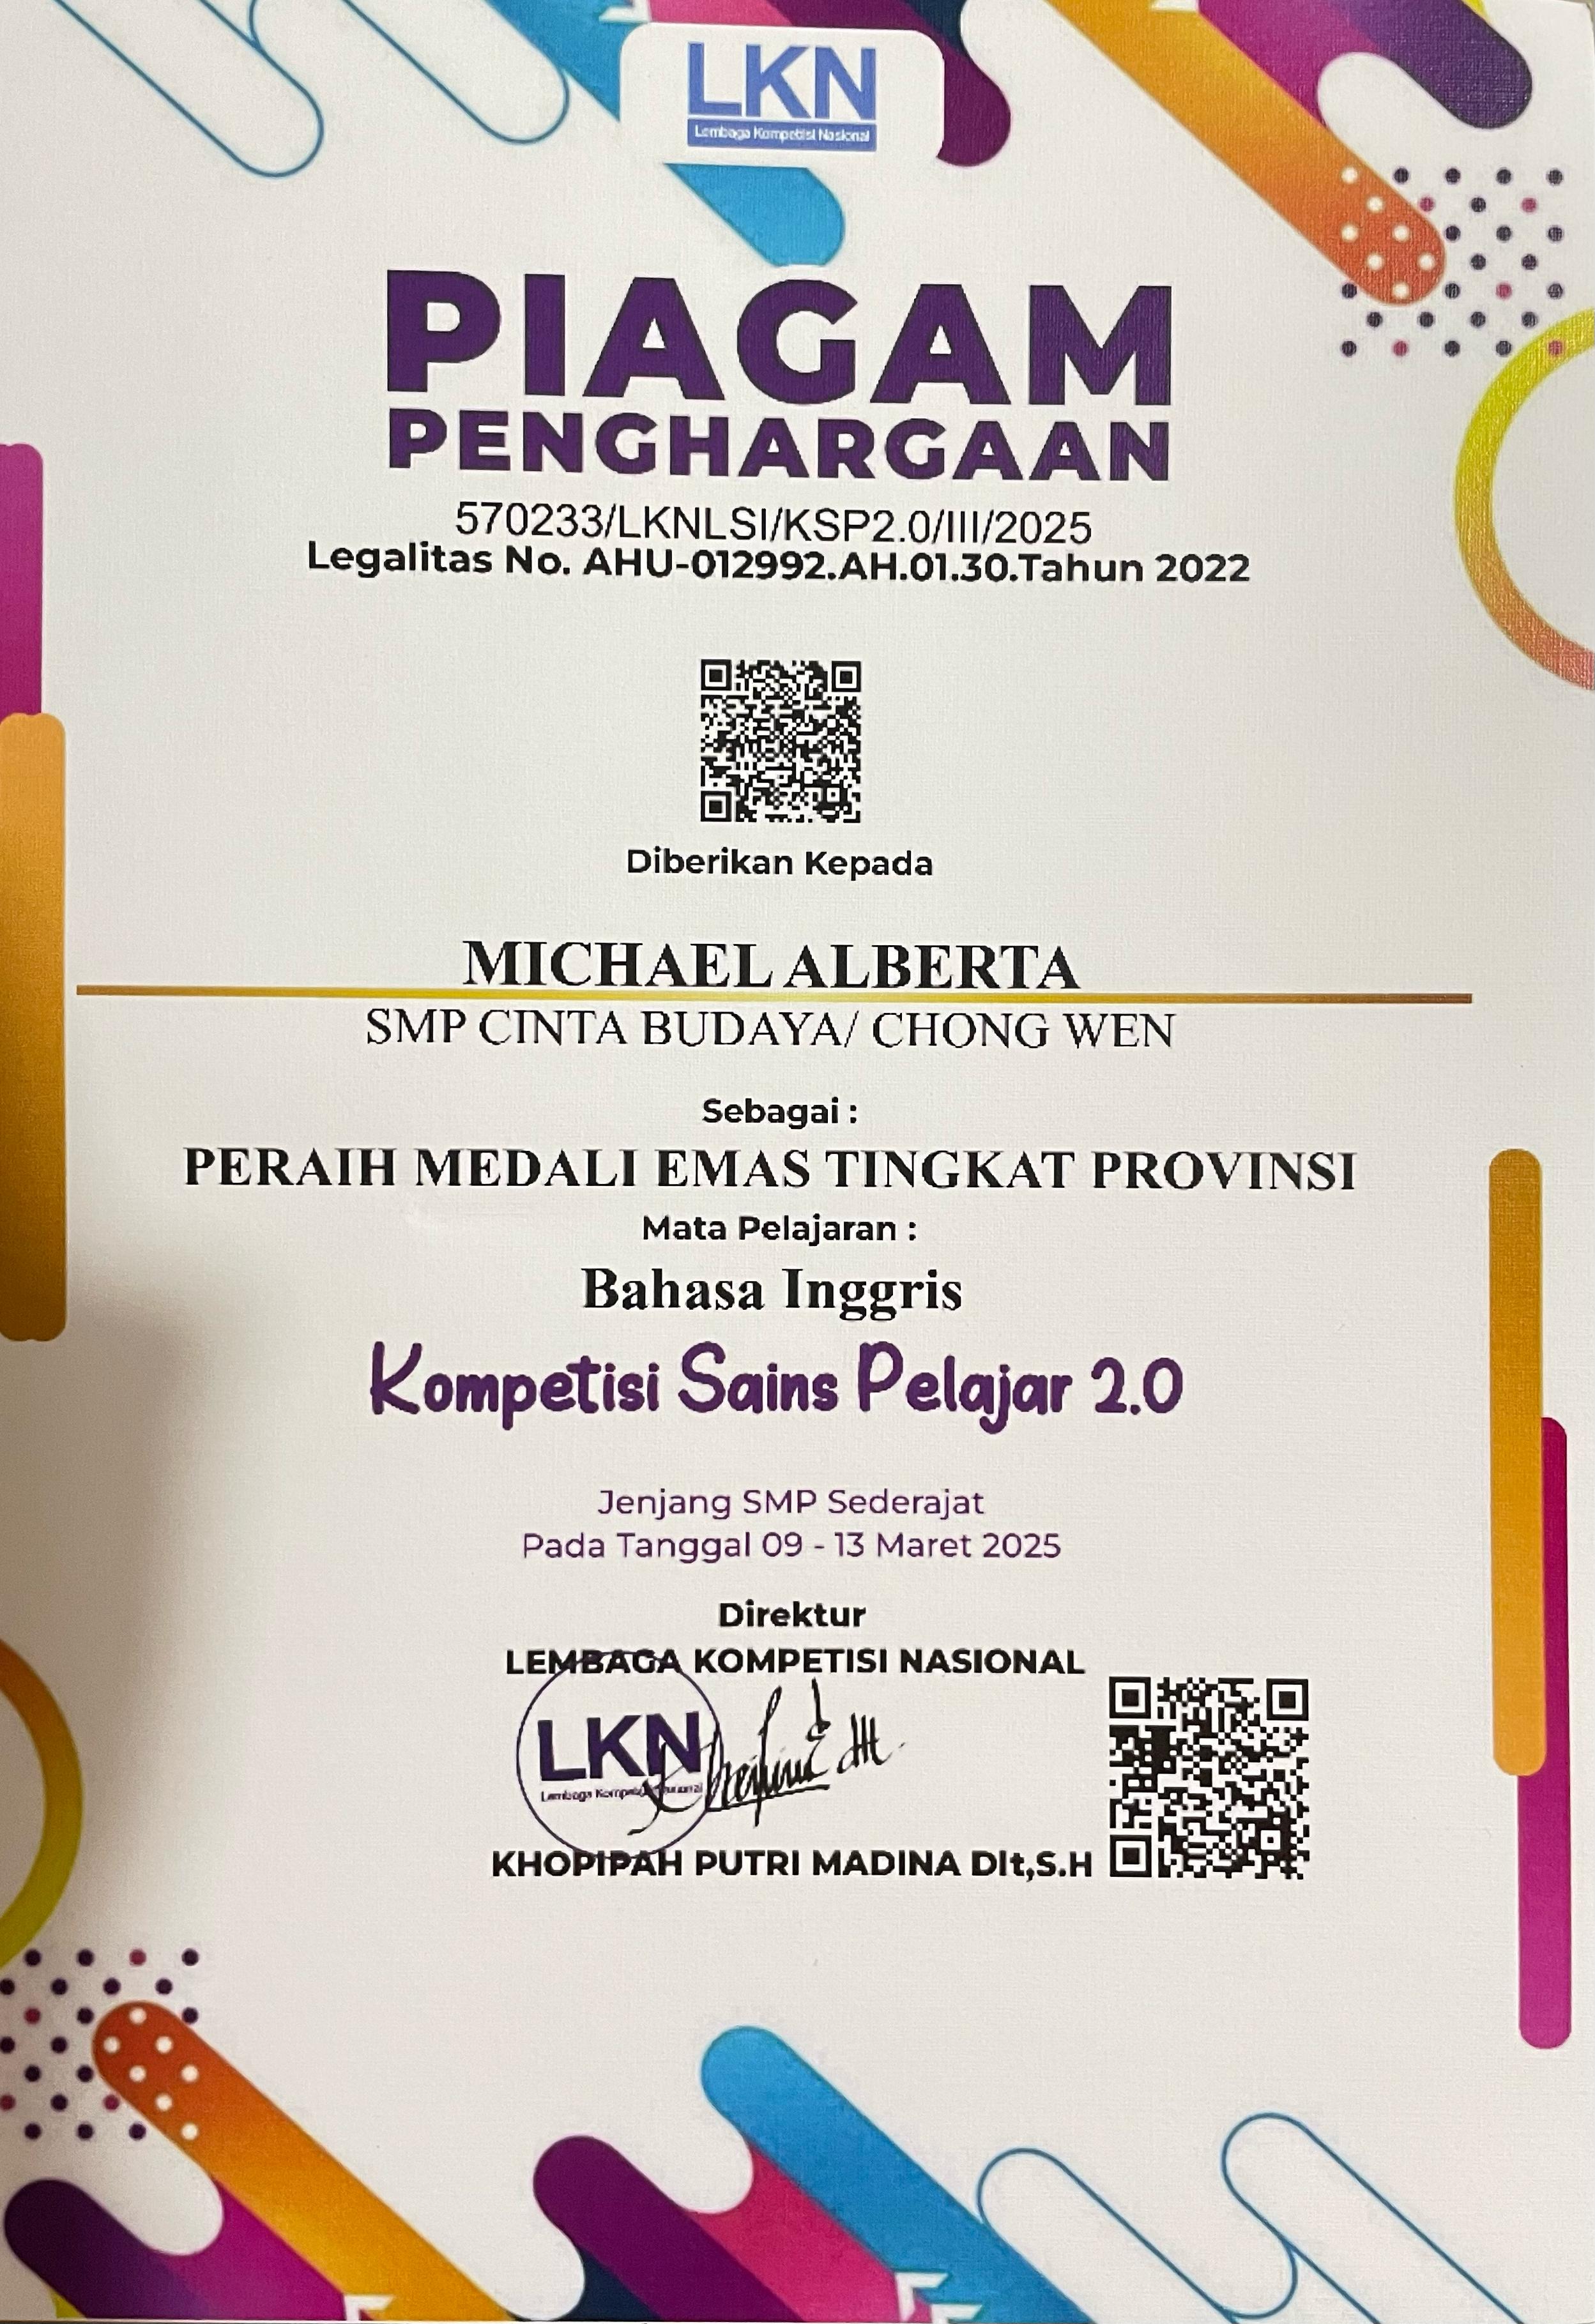 LKN
Lembaga Kompetisi Nasional
PIAGAM
PENGHARGAAN
570233/LKNLSI/KSP2.0/III/2025
Legalitas No. AHU-012992.AH.01.30.Tahun 2022
Diberikan Kepada
MICHAEL ALBERTA
SMP CINTA BUDAYA/ CHONG WEN
Sebagai :
PERAIH MEDALI EMAS TINGKAT PROVINSI
Mata Pelajaran :
Bahasa Inggris
Kompetisi Sains Pelajar 2.0
Jenjang SMP Sederajat
Pada Tanggal 09 - 13 Maret 2025
Direktur
LEMBAGA KOMPETISI NASIONAL
LKN
Lembaga Kompetisi Nasional
KHOPIPAH PUTRI MADINA Dlt,S.H